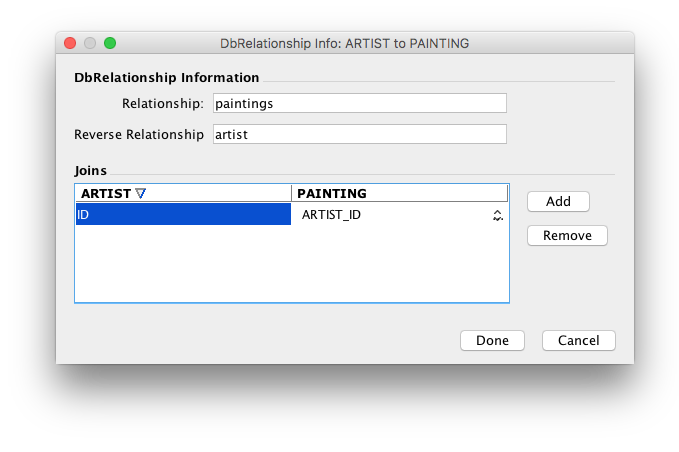 DbRelationship Info: ARTIST to PAINTING
DbRelationship Information
Relationship: paintings
Reverse Relationship artist
Joins
ARTIST PAINTING
ID ARTIST_ID
Add
Remove
Done Cancel